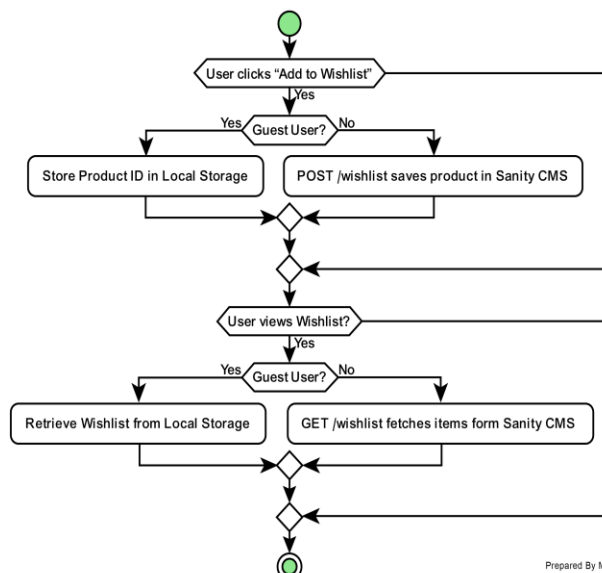 User clicks “Add to Wishlist”
Yes
Yes
Guest User?
No
Store Product ID in Local Storage
POST /wishlist saves product in Sanity CMS
User views Wishlist?
Yes
Yes
Guest User?
No
Retrieve Wishlist from Local Storage
GET /wishlist fetches items form Sanity CMS
Prepared By M